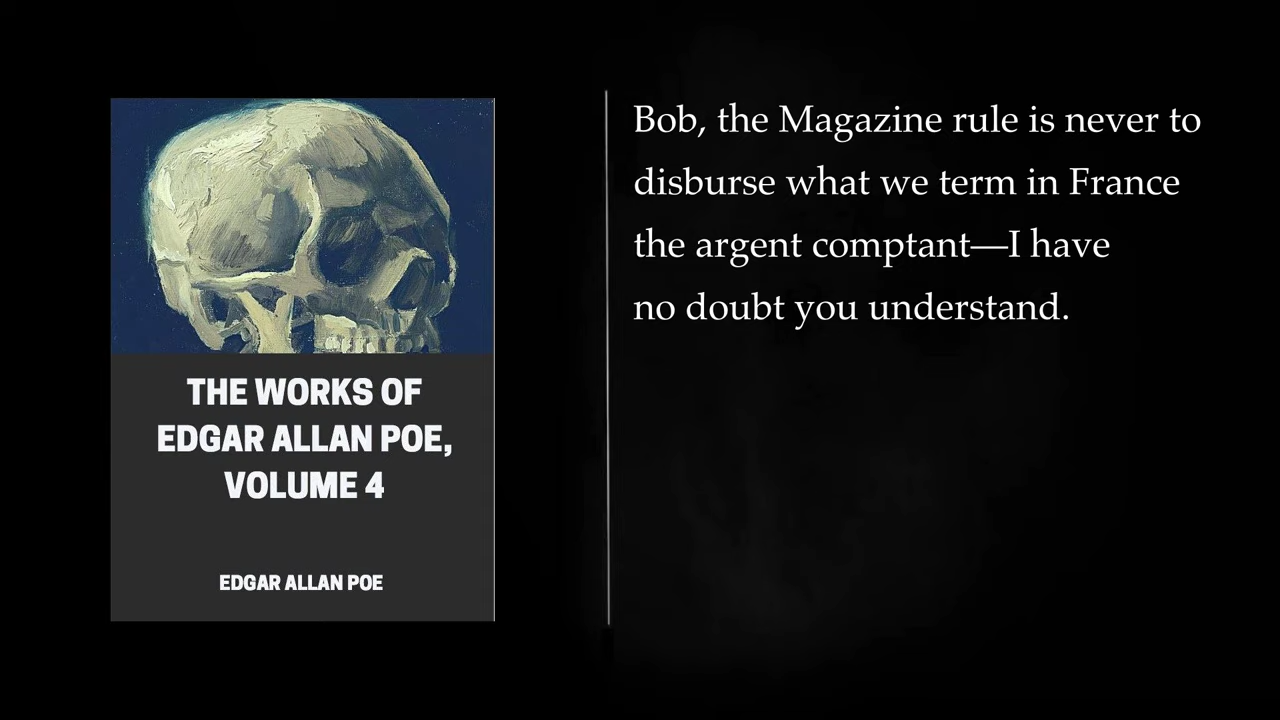 THE WORKS OF
EDGAR ALLAN POE,
VOLUME 4
EDGAR ALLAN POE
Bob, the Magazine rule is never to
disburse what we term in France
the argent comptant—I have
no doubt you understand.